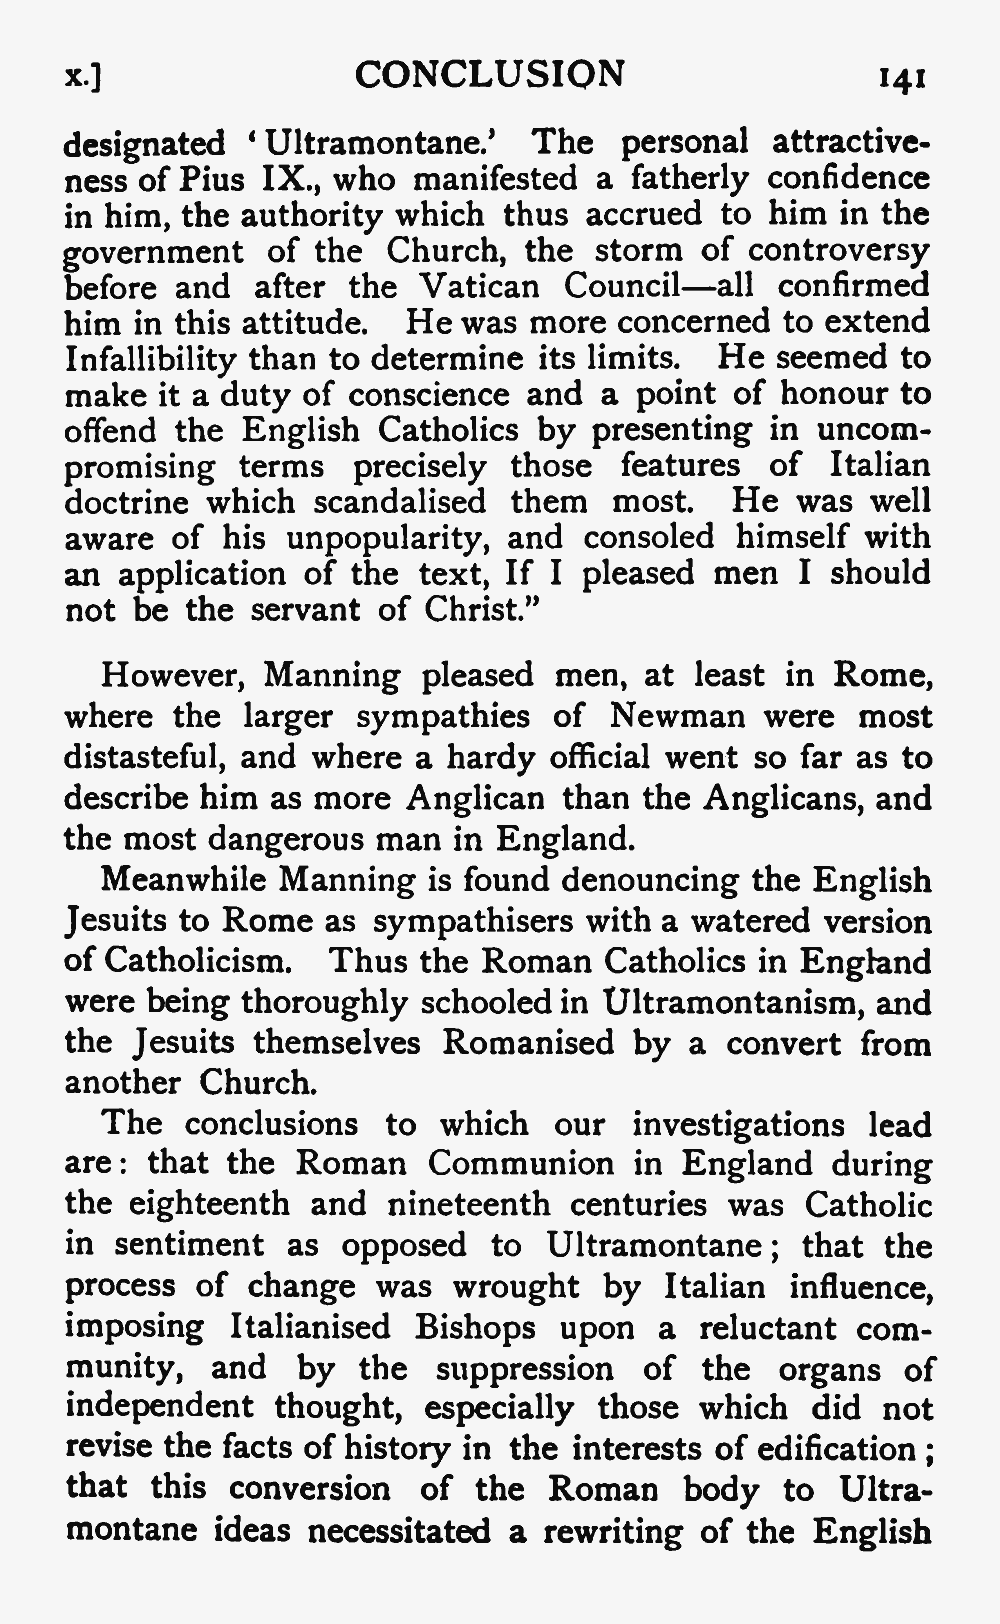 x.] CONCLUSION 141
designated ‘Ultramontane.’ The personal attractive-
ness of Pius IX., who manifested a fatherly confidence
in him, the authority which thus accrued to him in the
government of the Church, the storm of controversy
before and after the Vatican Council—all confirmed
him in this attitude. He was more concerned to extend
Infallibility than to determine its limits. He seemed to
make it a duty of conscience and a point of honour to
offend the English Catholics by presenting in uncom-
promising terms precisely those features of Italian
doctrine which scandalised them most. He was well
aware of his unpopularity, and consoled himself with
an application of the text, If I pleased men I should
not be the servant of Christ.”
However, Manning pleased men, at least in Rome,
where the larger sympathies of Newman were most
distasteful, and where a hardy official went so far as to
describe him as more Anglican than the Anglicans, and
the most dangerous man in England.
Meanwhile Manning is found denouncing the English
Jesuits to Rome as sympathisers with a watered version
of Catholicism. Thus the Roman Catholics in England
were being thoroughly schooled in Ultramontanism, and
the Jesuits themselves Romanised by a convert from
another Church.
The conclusions to which our investigations lead
are: that the Roman Communion in England during
the eighteenth and nineteenth centuries was Catholic
in sentiment as opposed to Ultramontane; that the
process of change was wrought by Italian influence,
imposing Italianised Bishops upon a reluctant com-
munity, and by the suppression of the organs of
independent thought, especially those which did not
revise the facts of history in the interests of edification;
that this conversion of the Roman body to Ultra-
montane ideas necessitated a rewriting of the English